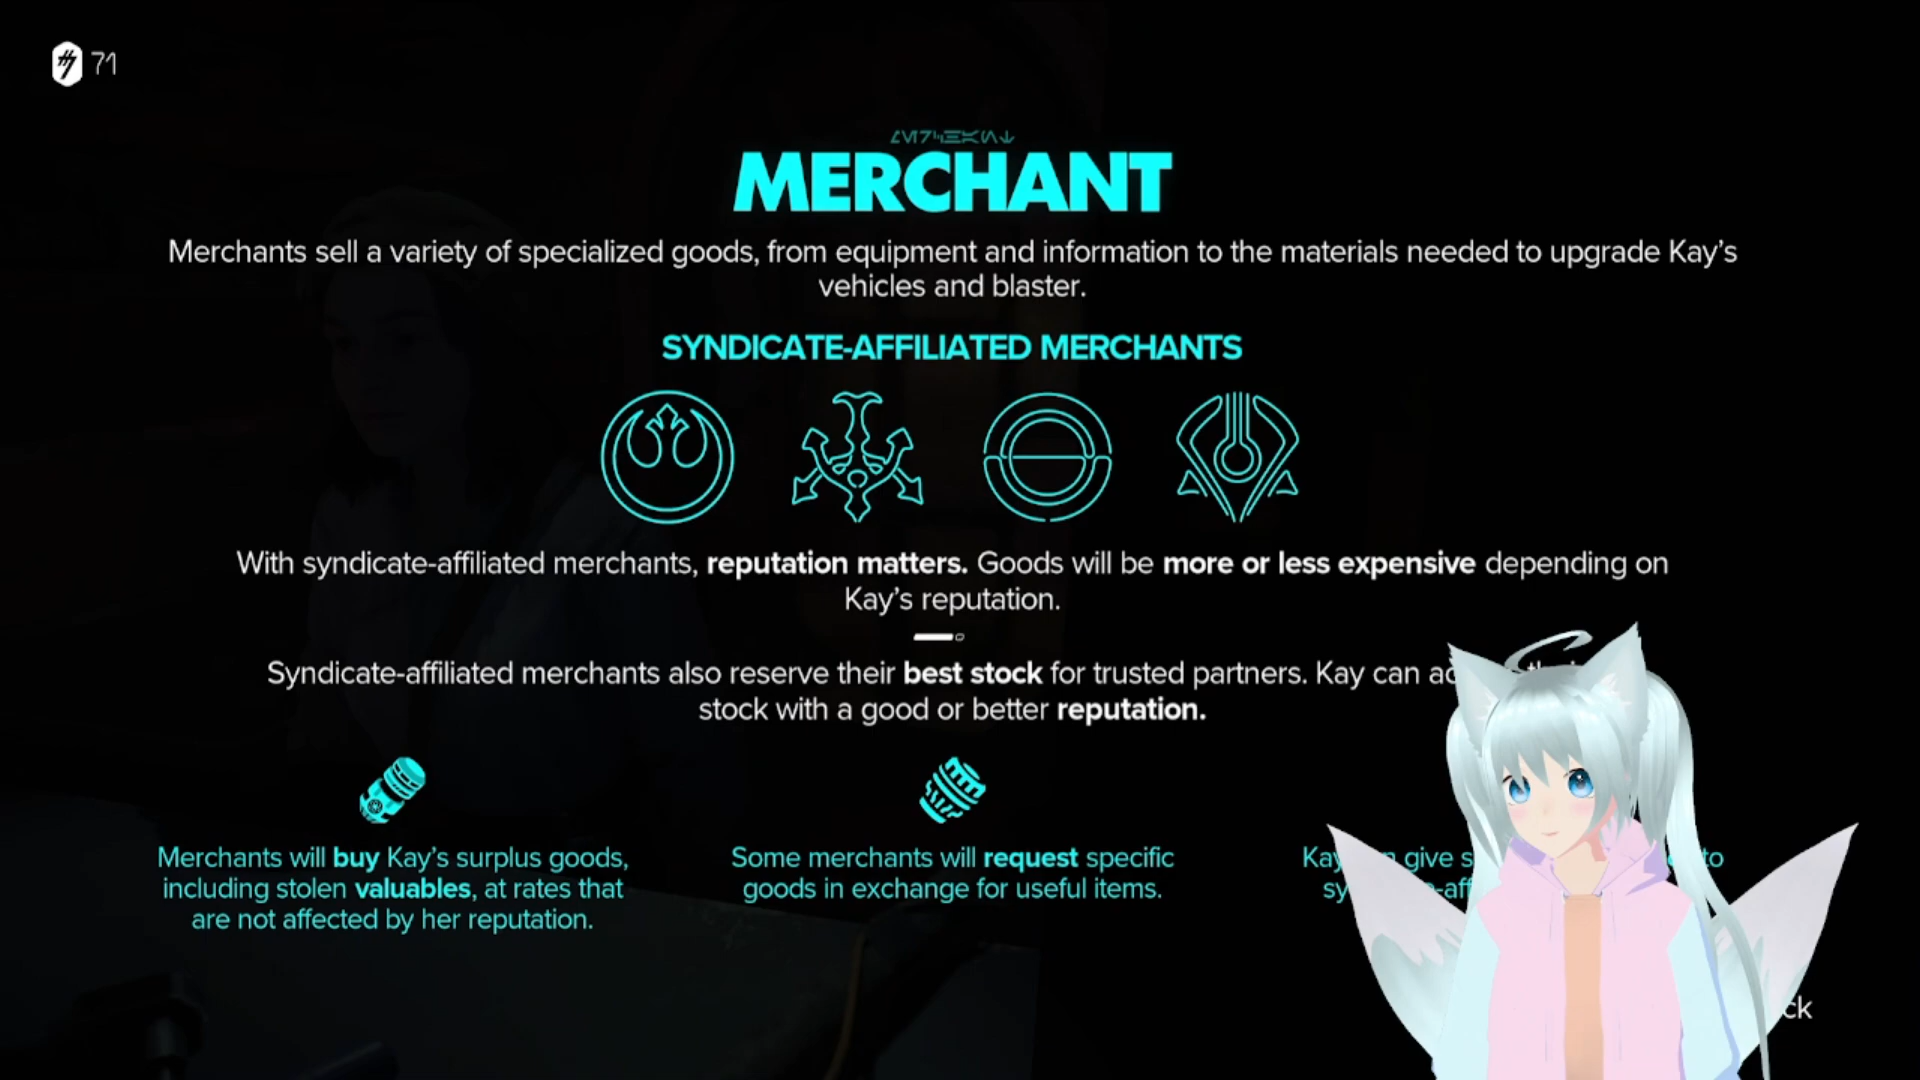 71
MERCHANT
Merchants sell a variety of specialized goods, from equipment and information to the materials needed to upgrade Kay's
vehicles and blaster.
SYNDICATE-AFFILIATED MERCHANTS
With syndicate-affiliated merchants, reputation matters. Goods will be more or less expensive depending on
Kay's reputation.
Syndicate-affiliated merchants also reserve their best stock for trusted partners. Kay can
stock with a good or better reputation.
Merchants will buy Kay's surplus goods,
including stolen valuables, at rates that
are not affected by her reputation.
Some merchants will request specific
goods in exchange for useful items.
give to